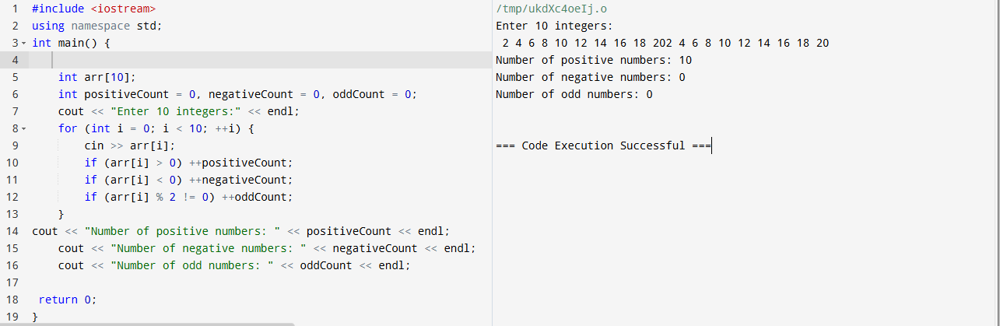 1 #include <iostream>
2 using namespace std;
3 int main() {
4
5 int arr[10];
6 int positiveCount = 0, negativeCount = 0, oddCount = 0;
7 cout << "Enter 10 integers:" << endl;
8 for (int i = 0; i < 10; ++i) {
9 cin >> arr[i];
10 if (arr[i] > 0) ++positiveCount;
11 if (arr[i] < 0) ++negativeCount;
12 if (arr[i] % 2 != 0) ++oddCount;
13 }
14 cout << "Number of positive numbers: " << positiveCount << endl;
15 cout << "Number of negative numbers: " << negativeCount << endl;
16 cout << "Number of odd numbers: " << oddCount << endl;
17
18 return 0;
19 }
/tmp/ukdXc4oeIj.o
Enter 10 integers:
2 4 6 8 10 12 14 16 18 202 4 6 8 10 12 14 16 18 20
Number of positive numbers: 10
Number of negative numbers: 0
Number of odd numbers: 0
=== Code Execution Successful ===